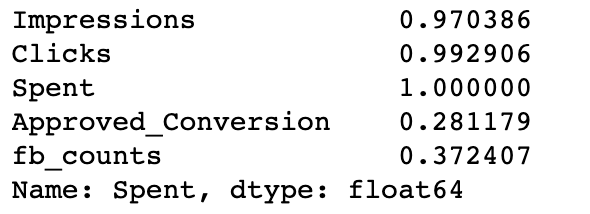 Impressions 0.970386
Clicks 0.992906
Spent 1.000000
Approved_Conversion 0.281179
fb_counts 0.372407
Name: Spent, dtype: float64